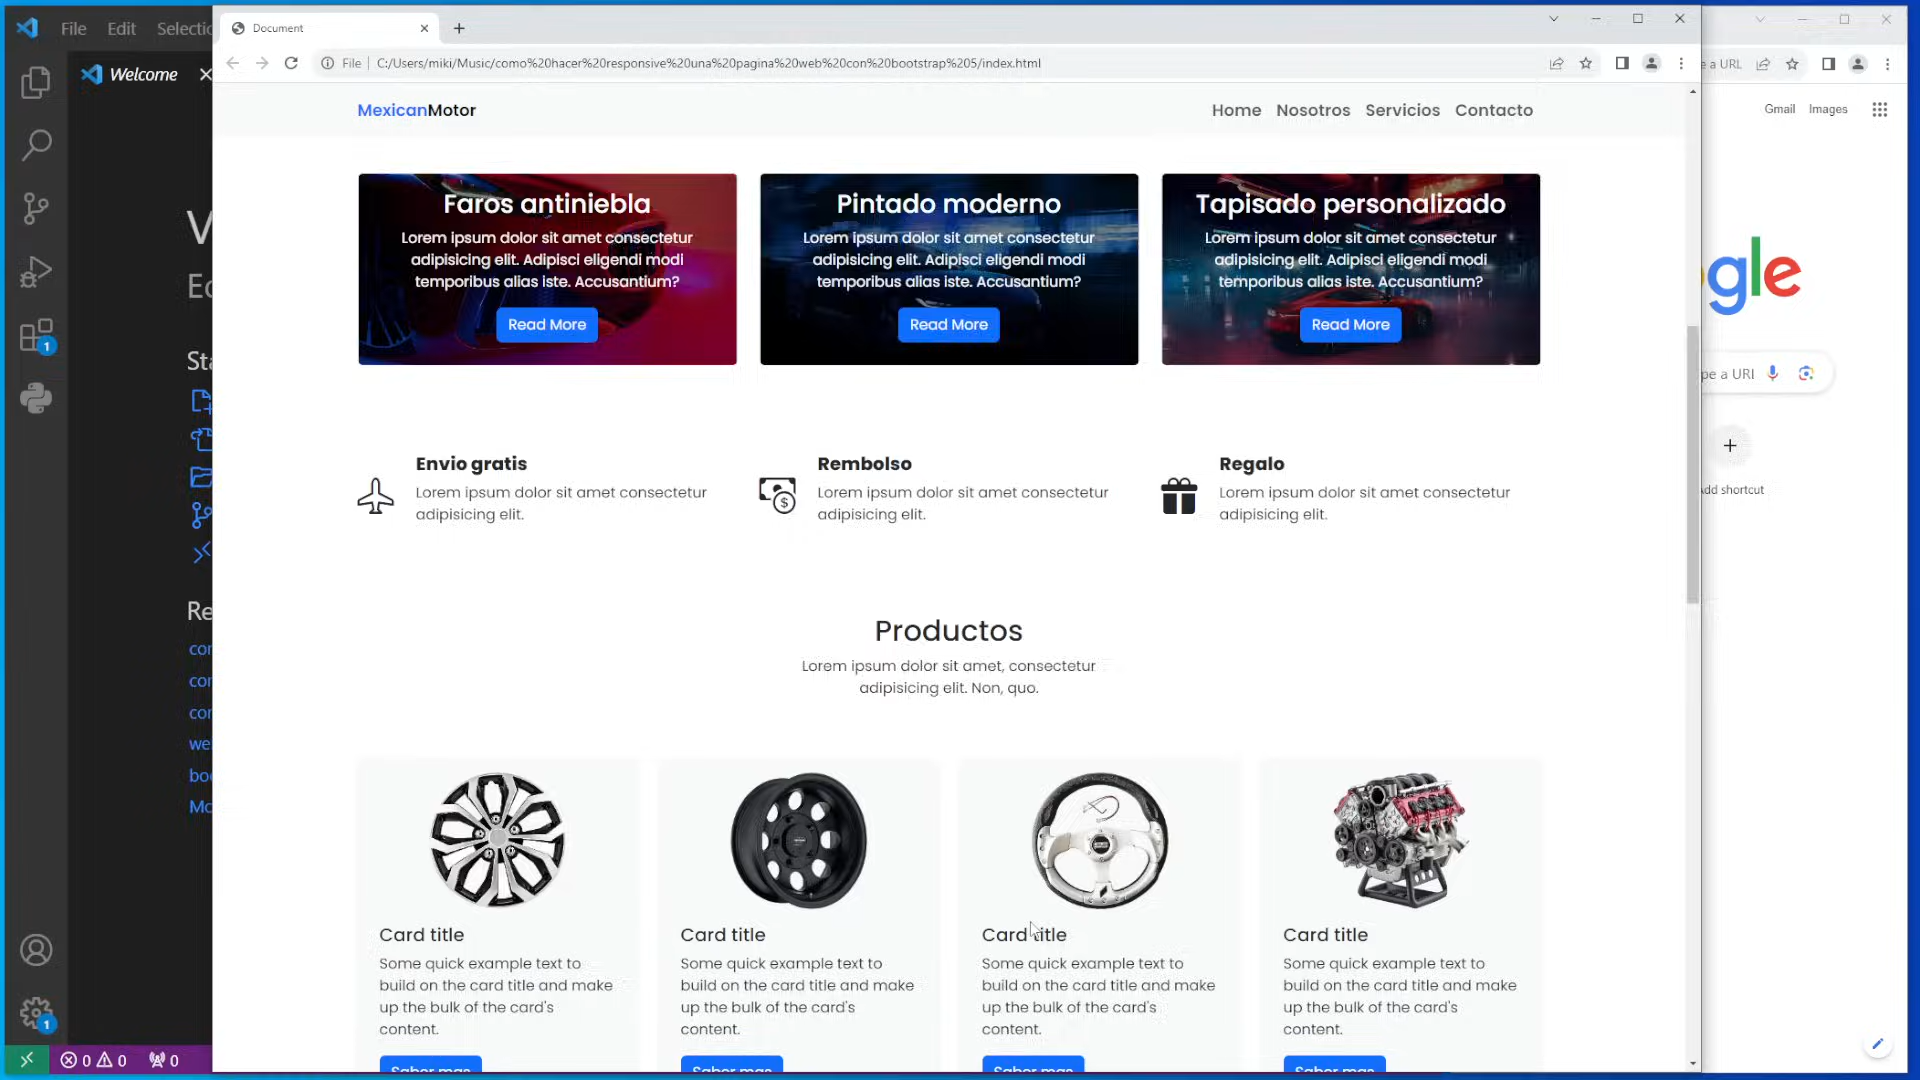 File Edit
Document
Welcome
File C:/Users/miki/Music/como%20hacer%20responsive%20una%20pagina%20web%20con%20bootstrap%205/index.html
Gmail Images
MexicanMotor
Home Nosotros Servicios Contacto
Faros antiniebla
Lorem ipsum dolor sit amet consectetur
adipisicing elit. Adipisci eligendi modi
temporibus alias iste. Accusantium?
Read More
Pintado moderno
Lorem ipsum dolor sit amet consectetur
adipisicing elit. Adipisci eligendi modi
temporibus alias iste. Accusantium?
Read More
Tapisado personalizado
Lorem ipsum dolor sit amet consectetur
adipisicing elit. Adipisci eligendi modi
temporibus alias iste. Accusantium?
Read More
Envio gratis
Lorem ipsum dolor sit amet consectetur
adipisicing elit.
Rembolso
Lorem ipsum dolor sit amet consectetur
adipisicing elit.
Regalo
Lorem ipsum dolor sit amet consectetur
adipisicing elit.
Productos
Lorem ipsum dolor sit amet, consectetur
adipisicing elit. Non, quo.
Card title
Some quick example text to
build on the card title and make
up the bulk of the card's
content.
Saber mas
Card title
Some quick example text to
build on the card title and make
up the bulk of the card's
content.
Saber mas
Card title
Some quick example text to
build on the card title and make
up the bulk of the card's
content.
Saber mas
Card title
Some quick example text to
build on the card title and make
up the bulk of the card's
content.
Saber mas
a URL
gle
Add shortcut
1
1
0 0 0